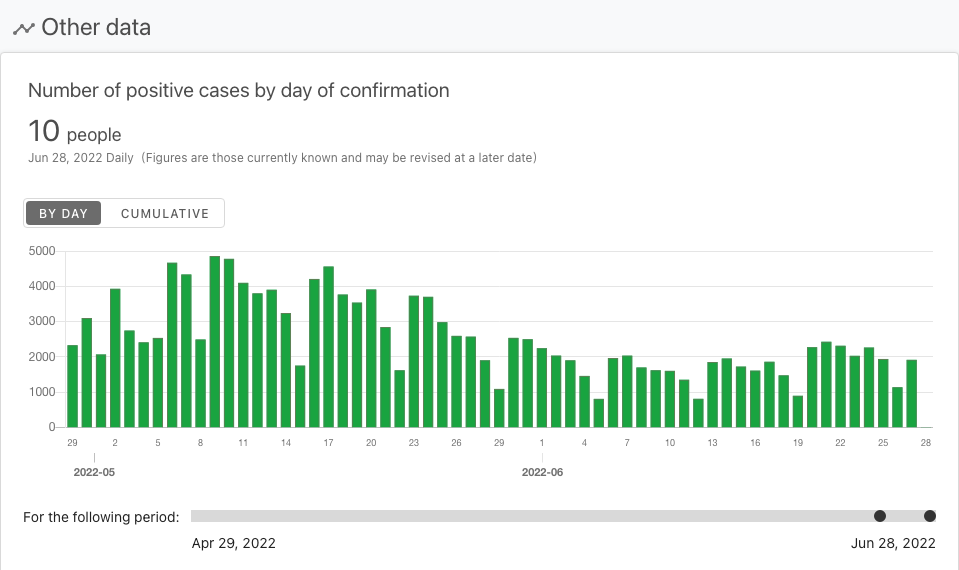 Other data
Number of positive cases by day of confirmation
10 people
Jun 28, 2022 Daily (Figures are those currently known and may be revised at a later date)
BY DAY CUMULATIVE
5000
4000
3000
2000
1000
0
29 2 5 8 11 14 17 20 23 26 29 1 4 7 10 13 16 19 22 25 28
2022-05 2022-06
For the following period:
Apr 29, 2022 Jun 28, 2022